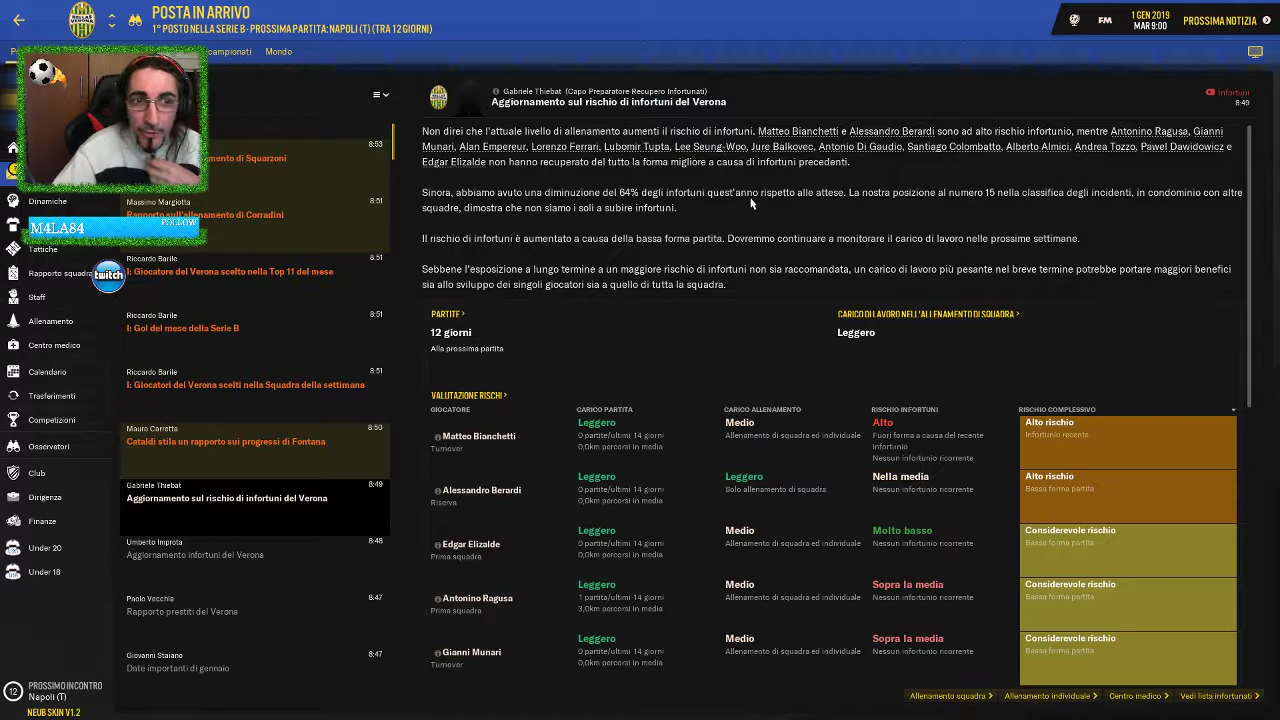 POSTA IN ARRIVO
1° POSTO NELLA SERIE B - PROSSIMA PARTITA: NAPOLI (T) (TRA 12 GIORNI)
FM
1 GEN 2019
MAR 9:00
PROSSIMA NOTIZIA
campionati
Mondo
M4LA84
FOLLOW
twitch
Dinamiche
Tattiche
Rapporto squadra
Staff
Allenamento
Centro medico
Calendario
Trasferimenti
Competizioni
Osservatori
Club
Dirigenza
Finanze
Under 20
Under 18
12
PROSSIMO INCONTRO
Napoli (T)
NEUB SKIN V1.2
8:53
mento di Squarzoni
Massimo Margiotta 8:51
Rapporto sull'allenamento di Corradini
Riccardo Barile 8:51
I: Giocatore del Verona scelto nella Top 11 del mese
Riccardo Barile 8:51
I: Gol del mese della Serie B
Riccardo Barile 8:51
I: Giocatori del Verona scelti nella Squadra della settimana
Mauro Carretta 8:50
Cataldi stila un rapporto sui progressi di Fontana
Gabriele Thiebat 8:49
Aggiornamento sul rischio di infortuni del Verona
Umberto Improta 8:48
Aggiornamento infortuni del Verona
Paolo Vecchia 8:47
Rapporto prestiti del Verona
Giovanni Staiano 8:47
Date importanti di gennaio
Gabriele Thiebat (Capo Preparatore Recupero Infortunati)
Aggiornamento sul rischio di infortuni del Verona
Infortuni
8:49
Non direi che l'attuale livello di allenamento aumenti il rischio di infortuni. Matteo Bianchetti e Alessandro Berardi sono ad alto rischio infortunio, mentre Antonino Ragusa, Gianni
Munari, Alan Empereur, Lorenzo Ferrari, Lubomir Tupta, Lee Seung-Woo, Jure Balkovec, Antonio Di Gaudio, Santiago Colombatto, Alberto Almici, Andrea Tozzo, Pawel Dawidowicz e
Edgar Elizalde non hanno recuperato del tutto la forma migliore a causa di infortuni precedenti.
Sinora, abbiamo avuto una diminuzione del 64% degli infortuni quest'anno rispetto alle attese. La nostra posizione al numero 15 nella classifica degli incidenti, in condominio con altre
squadre, dimostra che non siamo i soli a subire infortuni.
Il rischio di infortuni è aumentato a causa della bassa forma partita. Dovremmo continuare a monitorare il carico di lavoro nelle prossime settimane.
Sebbene l'esposizione a lungo termine a un maggiore rischio di infortuni non sia raccomandata, un carico di lavoro più pesante nel breve termine potrebbe portare maggiori benefici
sia allo sviluppo dei singoli giocatori sia a quello di tutta la squadra.
PARTITE
12 giorni
Alla prossima partita
CARICO DI LAVORO NELL'ALLENAMENTO DI SQUADRA
Leggero
VALUTAZIONE RISCHI
GIOCATORE CARICO PARTITA CARICO ALLENAMENTO RISCHIO INFORTUNI RISCHIO COMPLESSIVO
Matteo Bianchetti
Turnover
Leggero
0 partite/ultimi 14 giorni
0,0km percorsi in media
Medio
Allenamento di squadra ed individuale
Alto
Fuori forma a causa del recente
infortunio
Nessun infortunio ricorrente
Alto rischio
Infortunio recente
Alessandro Berardi
Riserva
Leggero
0 partite/ultimi 14 giorni
0,0km percorsi in media
Leggero
Solo allenamento di squadra
Nella media
Nessun infortunio ricorrente
Alto rischio
Bassa forma partita
Edgar Elizalde
Prima squadra
Leggero
0 partite/ultimi 14 giorni
0,0km percorsi in media
Medio
Allenamento di squadra ed individuale
Molto basso
Nessun infortunio ricorrente
Considerevole rischio
Bassa forma partita
Antonino Ragusa
Prima squadra
Leggero
1 partita/ultimi 14 giorni
3,0km percorsi in media
Medio
Allenamento di squadra ed individuale
Sopra la media
Nessun infortunio ricorrente
Considerevole rischio
Bassa forma partita
Gianni Munari
Turnover
Leggero
0 partite/ultimi 14 giorni
0,0km percorsi in media
Medio
Allenamento di squadra ed individuale
Sopra la media
Nessun infortunio ricorrente
Considerevole rischio
Bassa forma partita
Allenamento squadra
Allenamento individuale
Centro medico
Vedi lista infortunati